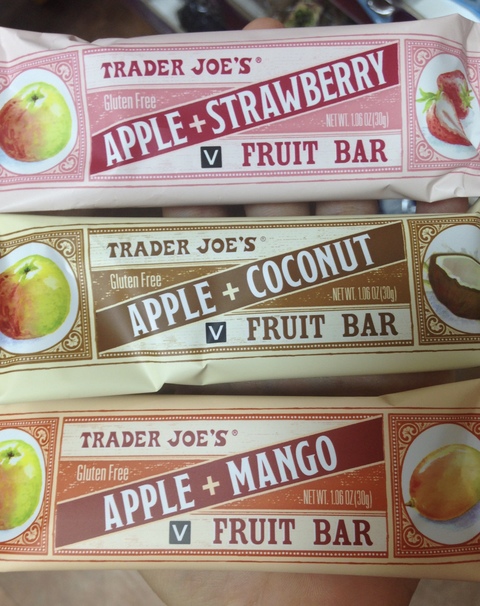 TRADER JOE'S®
Gluten Free
APPLE + STRAWBERRY
NET WT. 1.06 OZ (30g)
V FRUIT BAR
TRADER JOE'S®
Gluten Free
APPLE + COCONUT
NET WT. 1.06 OZ (30g)
V FRUIT BAR
TRADER JOE'S®
Gluten Free
APPLE + MANGO
NET WT. 1.06 OZ (30g)
V FRUIT BAR